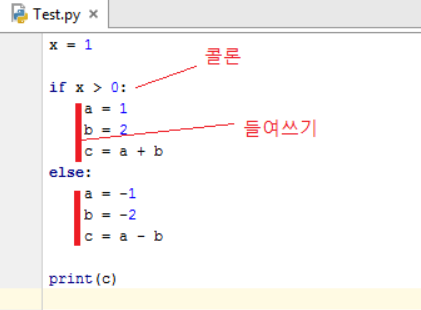 Test.py
x = 1
if x > 0:
콜론
a = 1
b = 2
들여쓰기
c = a + b
else:
a = -1
b = -2
c = a - b
print(c)